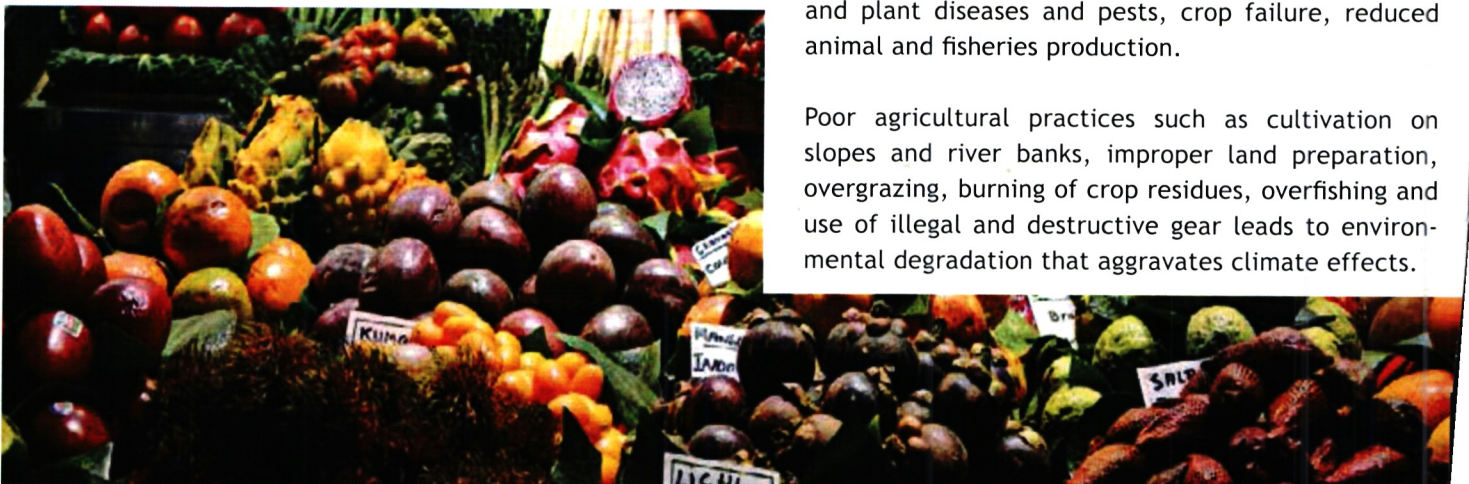 and plant diseases and pests, crop failure, reduced
animal and fisheries production.
Poor agricultural practices such as cultivation on
slopes and river banks, improper land preparation,
overgrazing, burning of crop residues, overfishing and
use of illegal and destructive gear leads to environ-
mental degradation that aggravates climate effects.
KUMQ